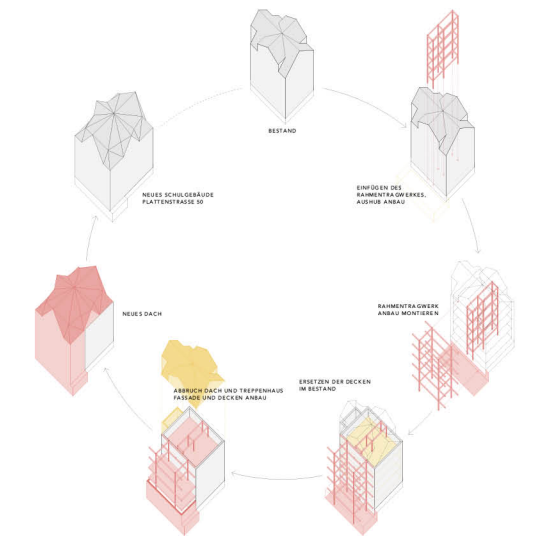 BESTAND
EINFÜGEN DES
RAHMENTRAGWERKES,
AUSHUB ANBAU
RAHMENTRAGWERK
ANBAU MONTIEREN
ERSETZEN DER DECKEN
IM BESTAND
ABBRUCH DACH UND TREPPENHAUS
FASSADE UND DECKEN ANBAU
NEUES DACH
NEUES SCHULGEBÄUDE
PLATTENSTRASSE 50